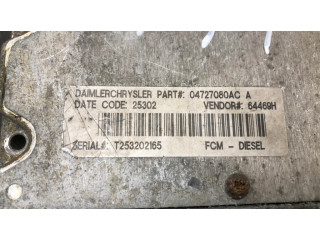 DAIMLERCHRYSLER PART#: 04727080AC A
DATE CODE: 25302 VENDOR#: 64469H
SERIAL#: T253202165 FCM - DIESEL